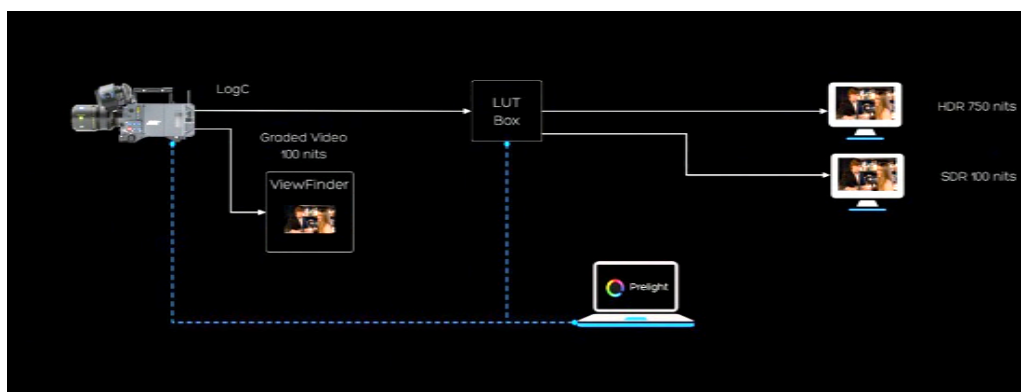 LogC
LUT
Box
HDR 750 nits
Graded Video
100 nits
ViewFinder
SDR 100 nits
Prelight